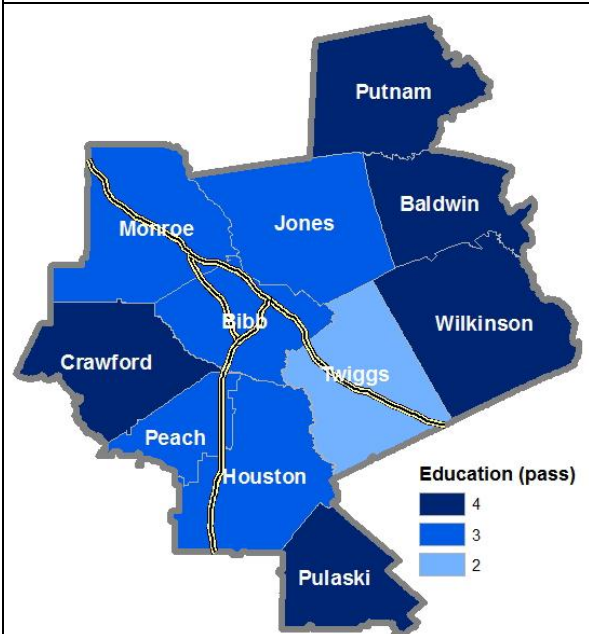 Putnam
Baldwin
Monroe
Jones
Bibb
Wilkinson
Crawford
Twiggs
Peach
Houston
Pulaski
Education (pass)
4
3
2